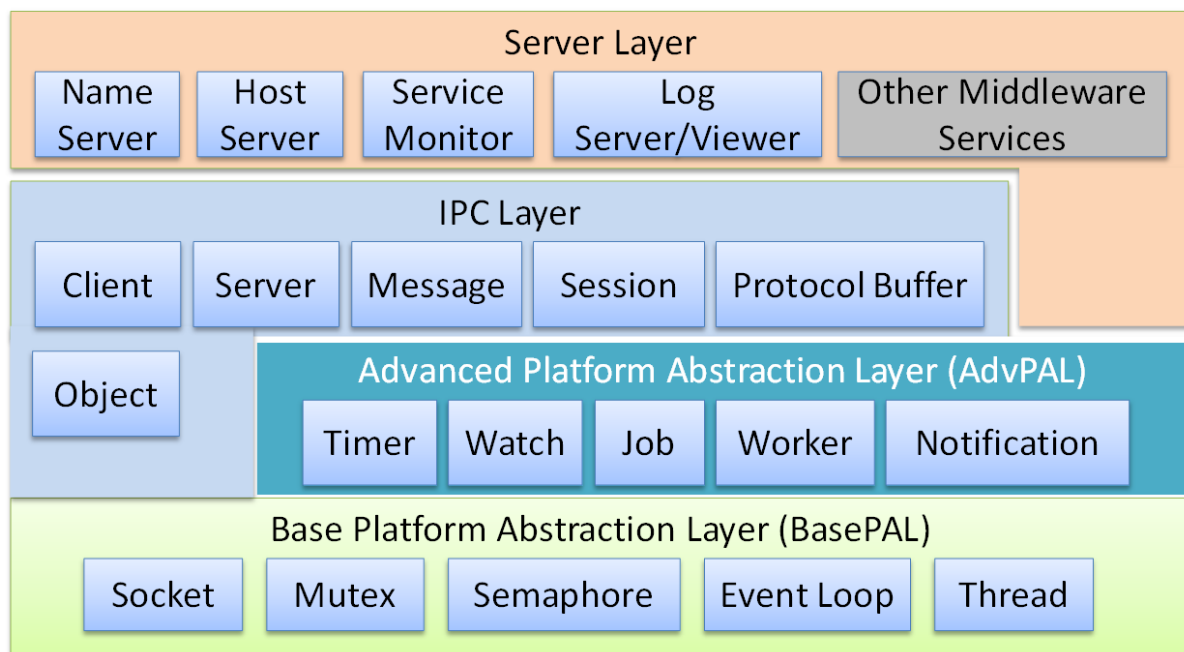 Server Layer
Name
Server
Host
Server
Service
Monitor
Log
Server/Viewer
Other Middleware
Services
IPC Layer
Client
Server
Message
Session
Protocol Buffer
Object
Advanced Platform Abstraction Layer (AdvPAL)
Timer
Watch
Job
Worker
Notification
Base Platform Abstraction Layer (BasePAL)
Socket
Mutex
Semaphore
Event Loop
Thread